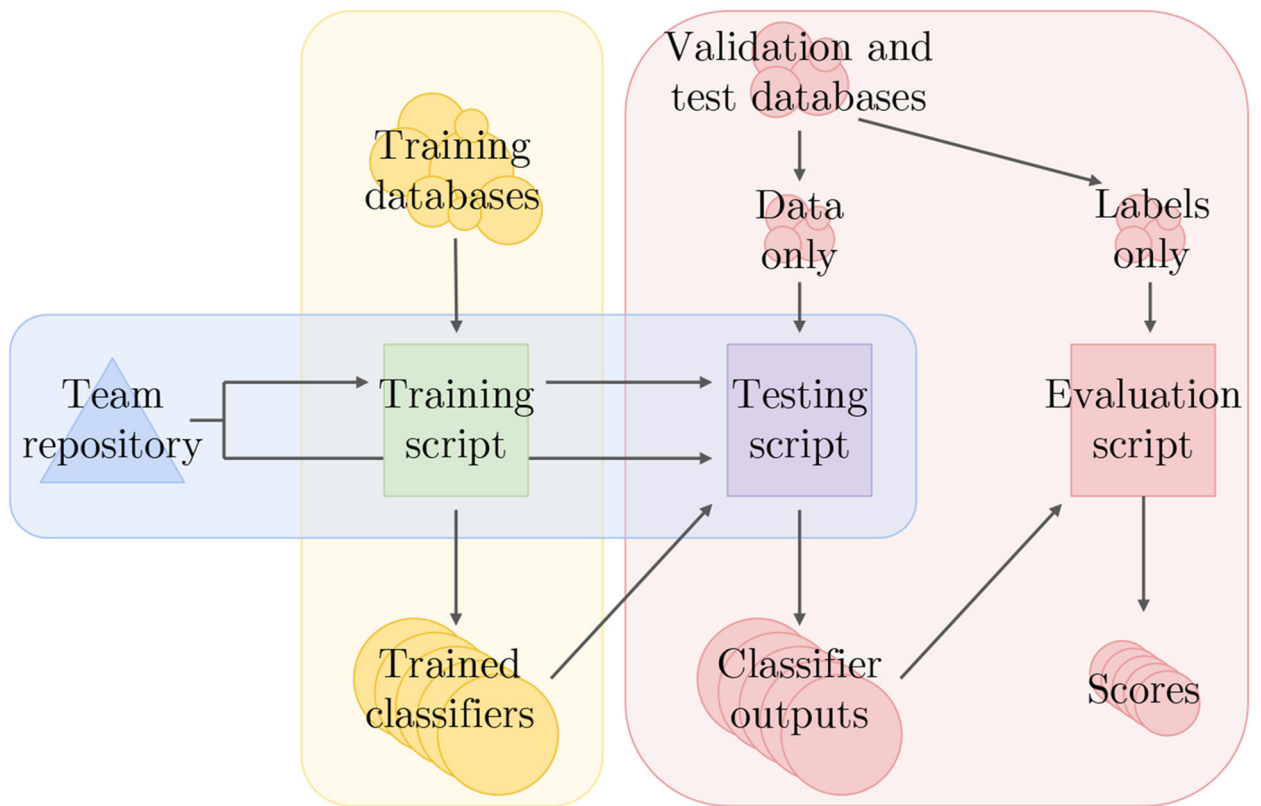 Validation and
test databases
Training
databases
Data
only
Labels
only
Team
repository
Training
script
Testing
script
Evaluation
script
Trained
classifiers
Classifier
outputs
Scores